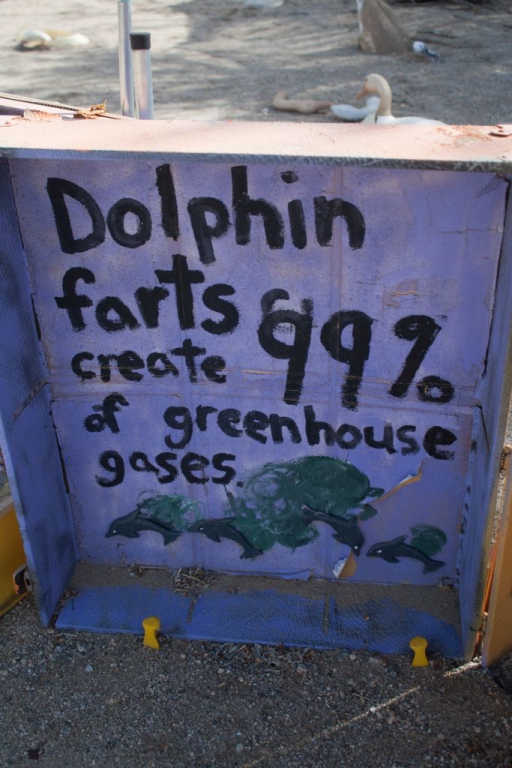 Dolphin
farts
create 99%
of greenhouse
gases.